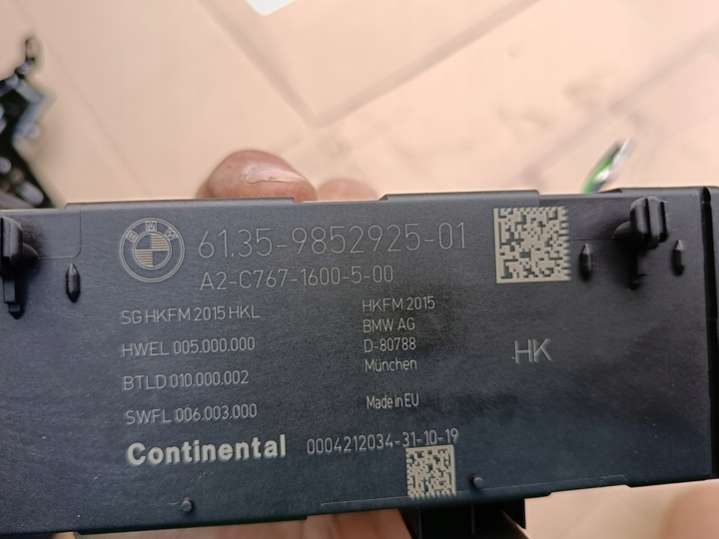 BMW
61.35-9852925-01
A2-C767-1600-5-00
SG HKFM 2015 HKL
HWEL 005.000.000
BTLD 010.000.002
SWFL 006.003.000
HKFM 2015
BMW AG
D-80788
München
Made in EU
HK
Continental 0004212034-31-10-19